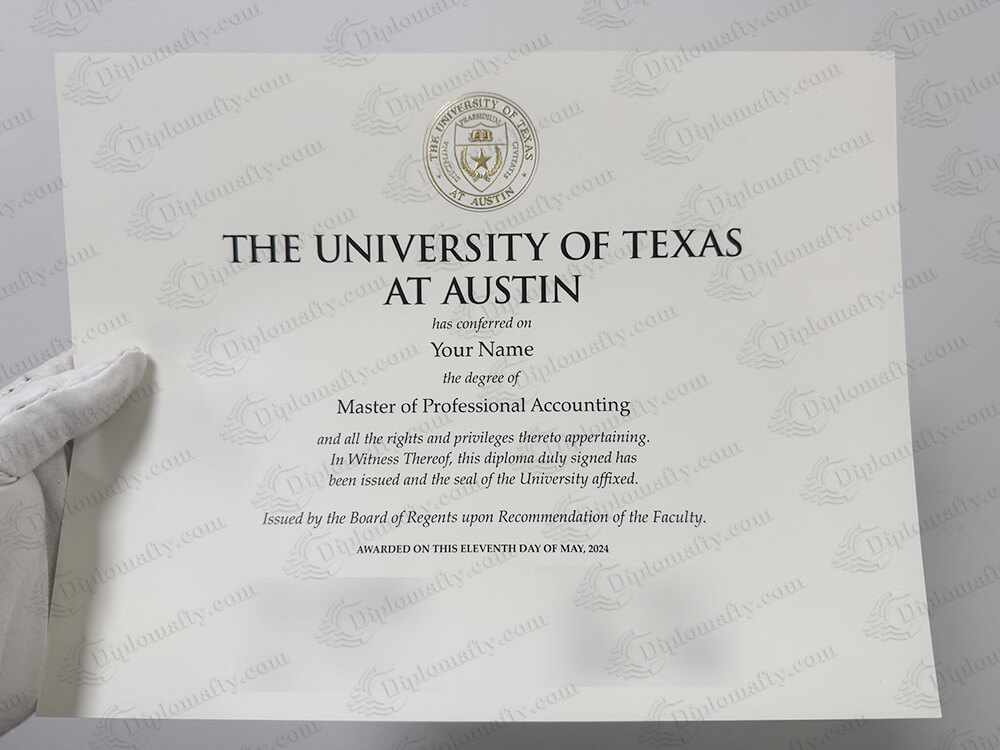 THE UNIVERSITY OF TEXAS
AT AUSTIN
PRAESIDIUM
CIVITATIS
THE UNIVERSITY OF TEXAS
AT AUSTIN
has conferred on
Your Name
the degree of
Master of Professional Accounting
and all the rights and privileges thereto appertaining.
In Witness Thereof, this diploma duly signed has
been issued and the seal of the University affixed.
Issued by the Board of Regents upon Recommendation of the Faculty.
AWARDED ON THIS ELEVENTH DAY OF MAY, 2024
Diplomafty.com